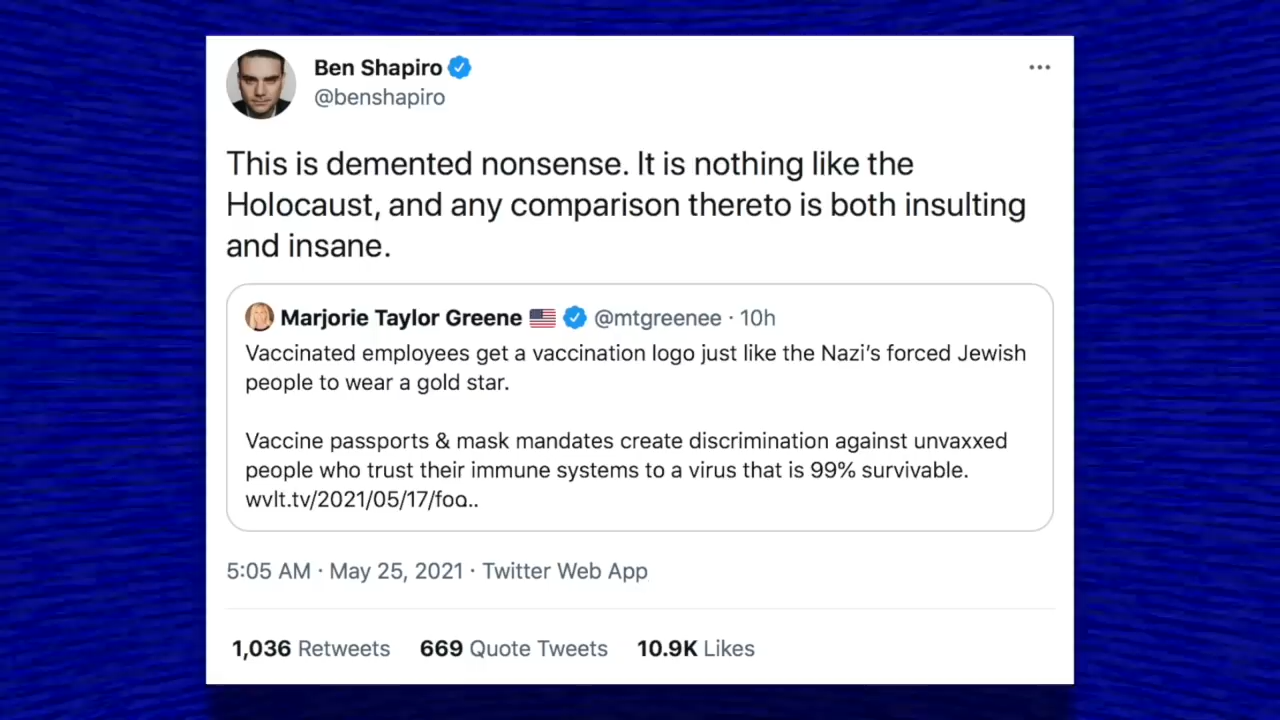 Ben Shapiro
@benshapiro
This is demented nonsense. It is nothing like the
Holocaust, and any comparison thereto is both insulting
and insane.
Marjorie Taylor Greene @mtgreenee · 10h
Vaccinated employees get a vaccination logo just like the Nazi's forced Jewish
people to wear a gold star.
Vaccine passports & mask mandates create discrimination against unvaxxed
people who trust their immune systems to a virus that is 99% survivable.
wvlt.tv/2021/05/17/foo..
5:05 AM · May 25, 2021 · Twitter Web App
1,036 Retweets 669 Quote Tweets 10.9K Likes